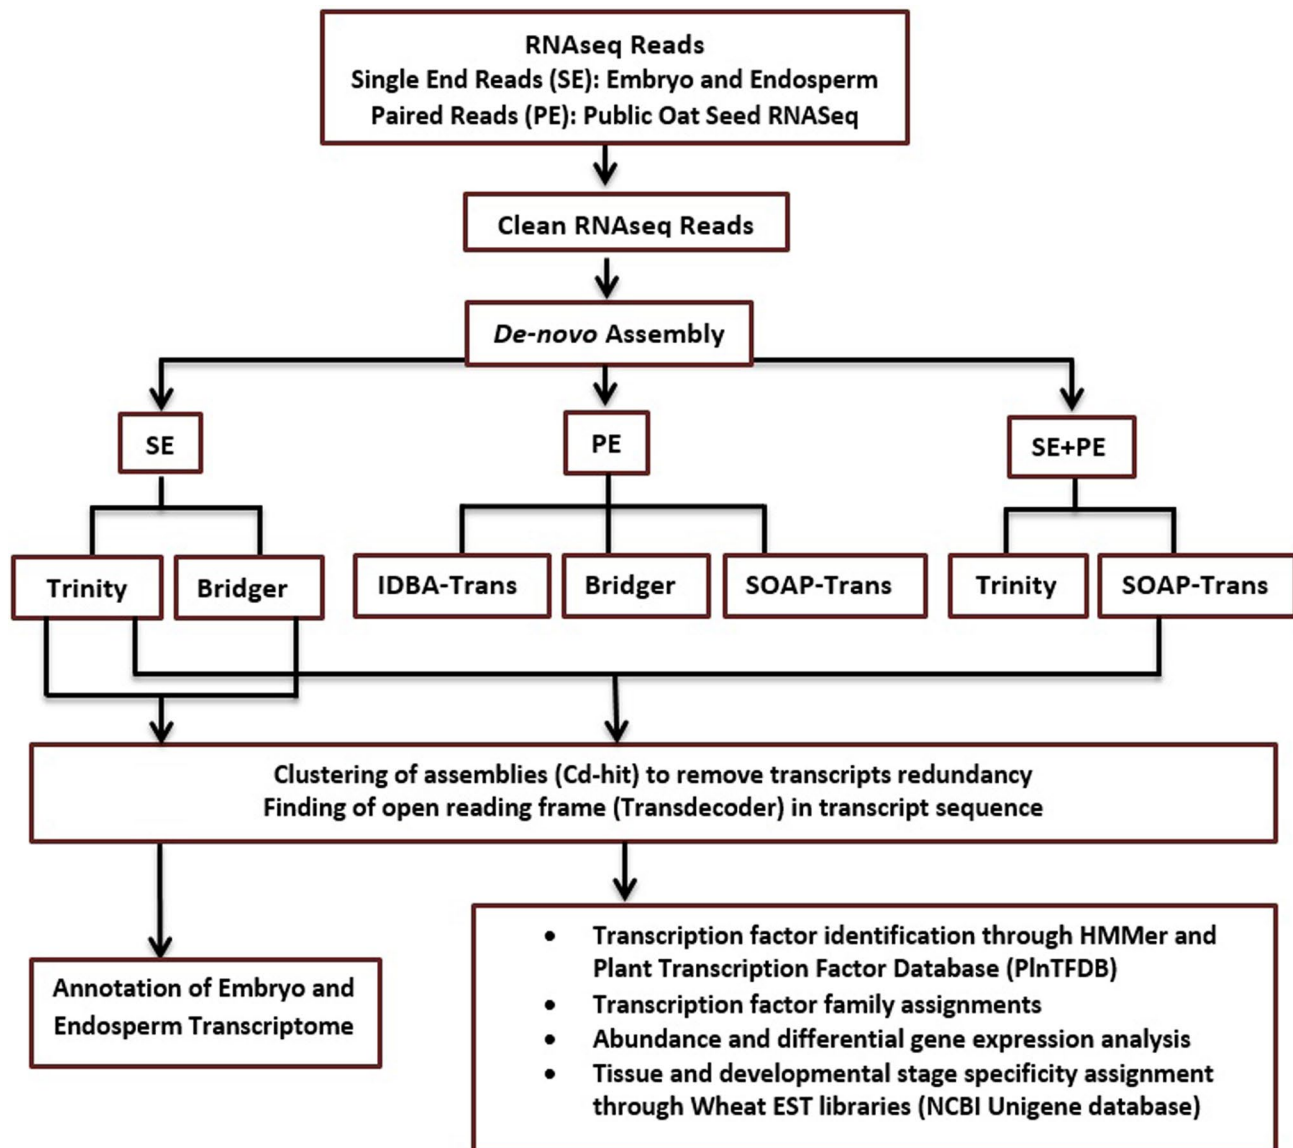 RNAseq Reads
Single End Reads (SE): Embryo and Endosperm
Paired Reads (PE): Public Oat Seed RNASeq
Clean RNAseq Reads
De-novo Assembly
SE
PE
SE+PE
Trinity
Bridger
IDBA-Trans
Bridger
SOAP-Trans
Trinity
SOAP-Trans
Clustering of assemblies (Cd-hit) to remove transcripts redundancy
Finding of open reading frame (Transdecoder) in transcript sequence
Annotation of Embryo and
Endosperm Transcriptome
• Transcription factor identification through HMMer and
Plant Transcription Factor Database (PlnTFDB)
• Transcription factor family assignments
• Abundance and differential gene expression analysis
• Tissue and developmental stage specificity assignment
through Wheat EST libraries (NCBI Unigene database)